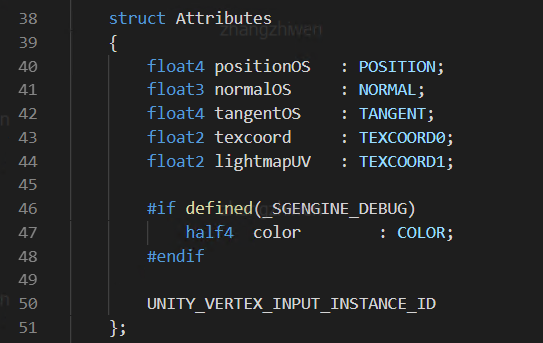 38 struct Attributes
39 {
40 float4 positionOS : POSITION;
41 float3 normalOS : NORMAL;
42 float4 tangentOS : TANGENT;
43 float2 texcoord : TEXCOORD0;
44 float2 lightmapUV : TEXCOORD1;
45
46 #if defined(_SGENGINE_DEBUG)
47 half4 color : COLOR;
48 #endif
49
50 UNITY_VERTEX_INPUT_INSTANCE_ID
51 };
zhangzhiwen